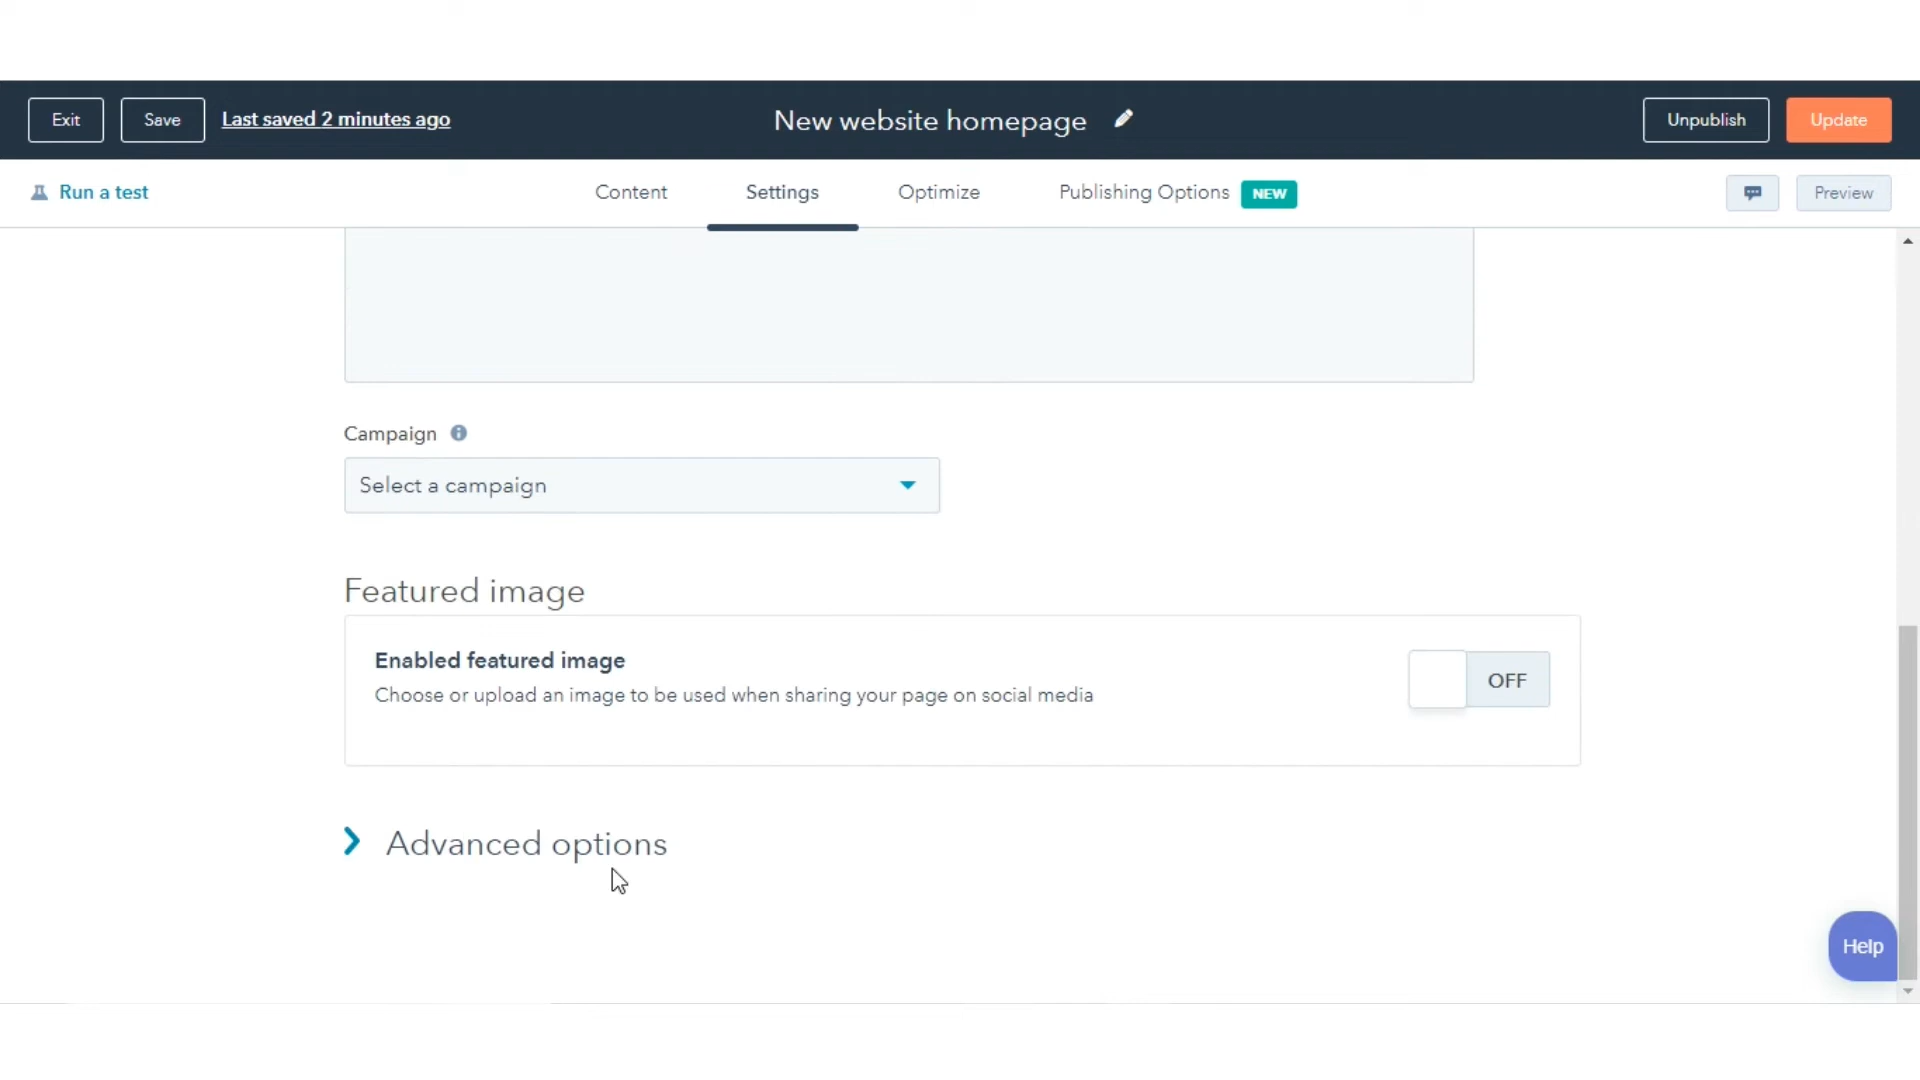 Exit
Save
Last saved 2 minutes ago
New website homepage
Unpublish
Update
Run a test
Content
Settings
Optimize
Publishing Options
NEW
Preview
Campaign
Select a campaign
Featured image
Enabled featured image
Choose or upload an image to be used when sharing your page on social media
OFF
Advanced options
Help